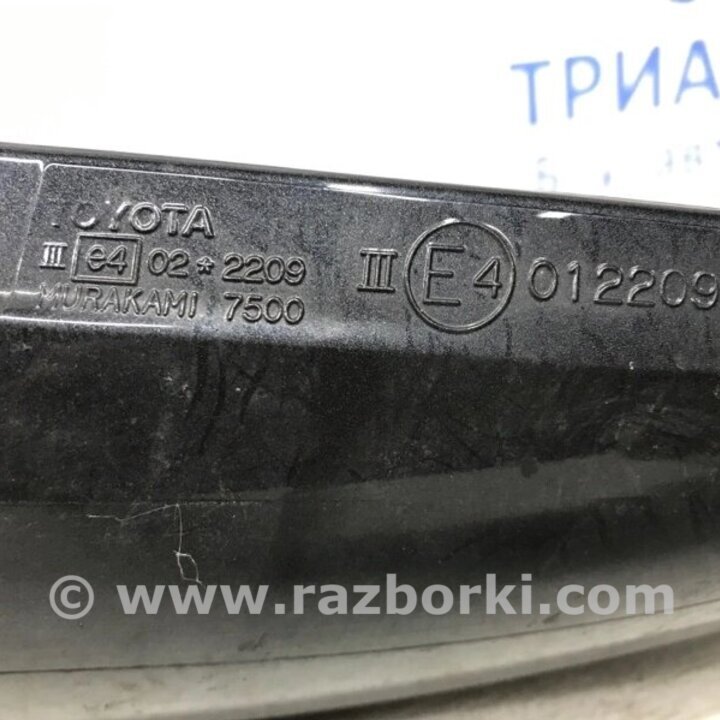 ТРИА
TOYOTA
III e4 02 * 2209
MURAKAMI 7500
III E4 012209
© www.razborki.com